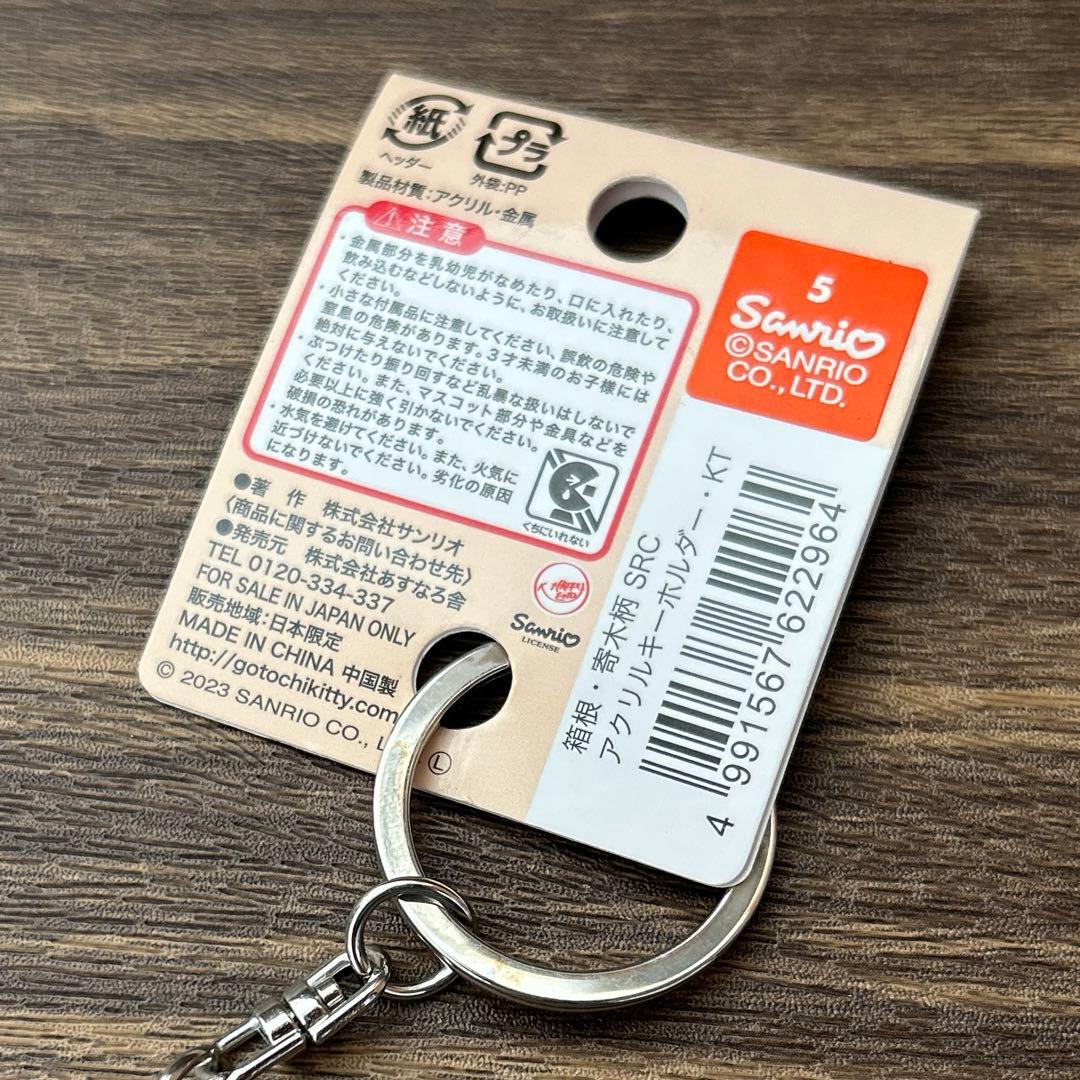 紙
ヘッダー
プラ
外袋:PP
製品材質:アクリル・金属
注意
・金属部分を乳幼児がなめたり、口に入れたり、
飲み込むなどしないように、お取扱いに注意して
ください。
・小さな付属品に注意してください、誤飲の危険や
窒息の危険があります。3才未満のお子様には
絶対に与えないでください。
・ぶつけたり振り回すなど乱暴な扱いはしないで
ください。また、マスコット部分や金具などを
必要以上に強く引かないでください。
破損の恐れがあります。
・水気を避けてください。また、火気に
近づけないでください。劣化の原因
になります。
くちにいれない
●著 作 株式会社サンリオ
〈商品に関するお問い合わせ先〉
●発売元 株式会社あすなろ舎
TEL 0120-334-337
FOR SALE IN JAPAN ONLY
販売地域:日本限定
MADE IN CHINA 中国製
http://gotochikitty.com
© 2023 SANRIO CO., L
Ⓛ
HAPPY
END
Sanrio
LICENSE
5
Sanrio
©SANRIO
CO., LTD.
箱根・寄木柄 SRC
アクリルキーホルダー・KT
4 991567 622964